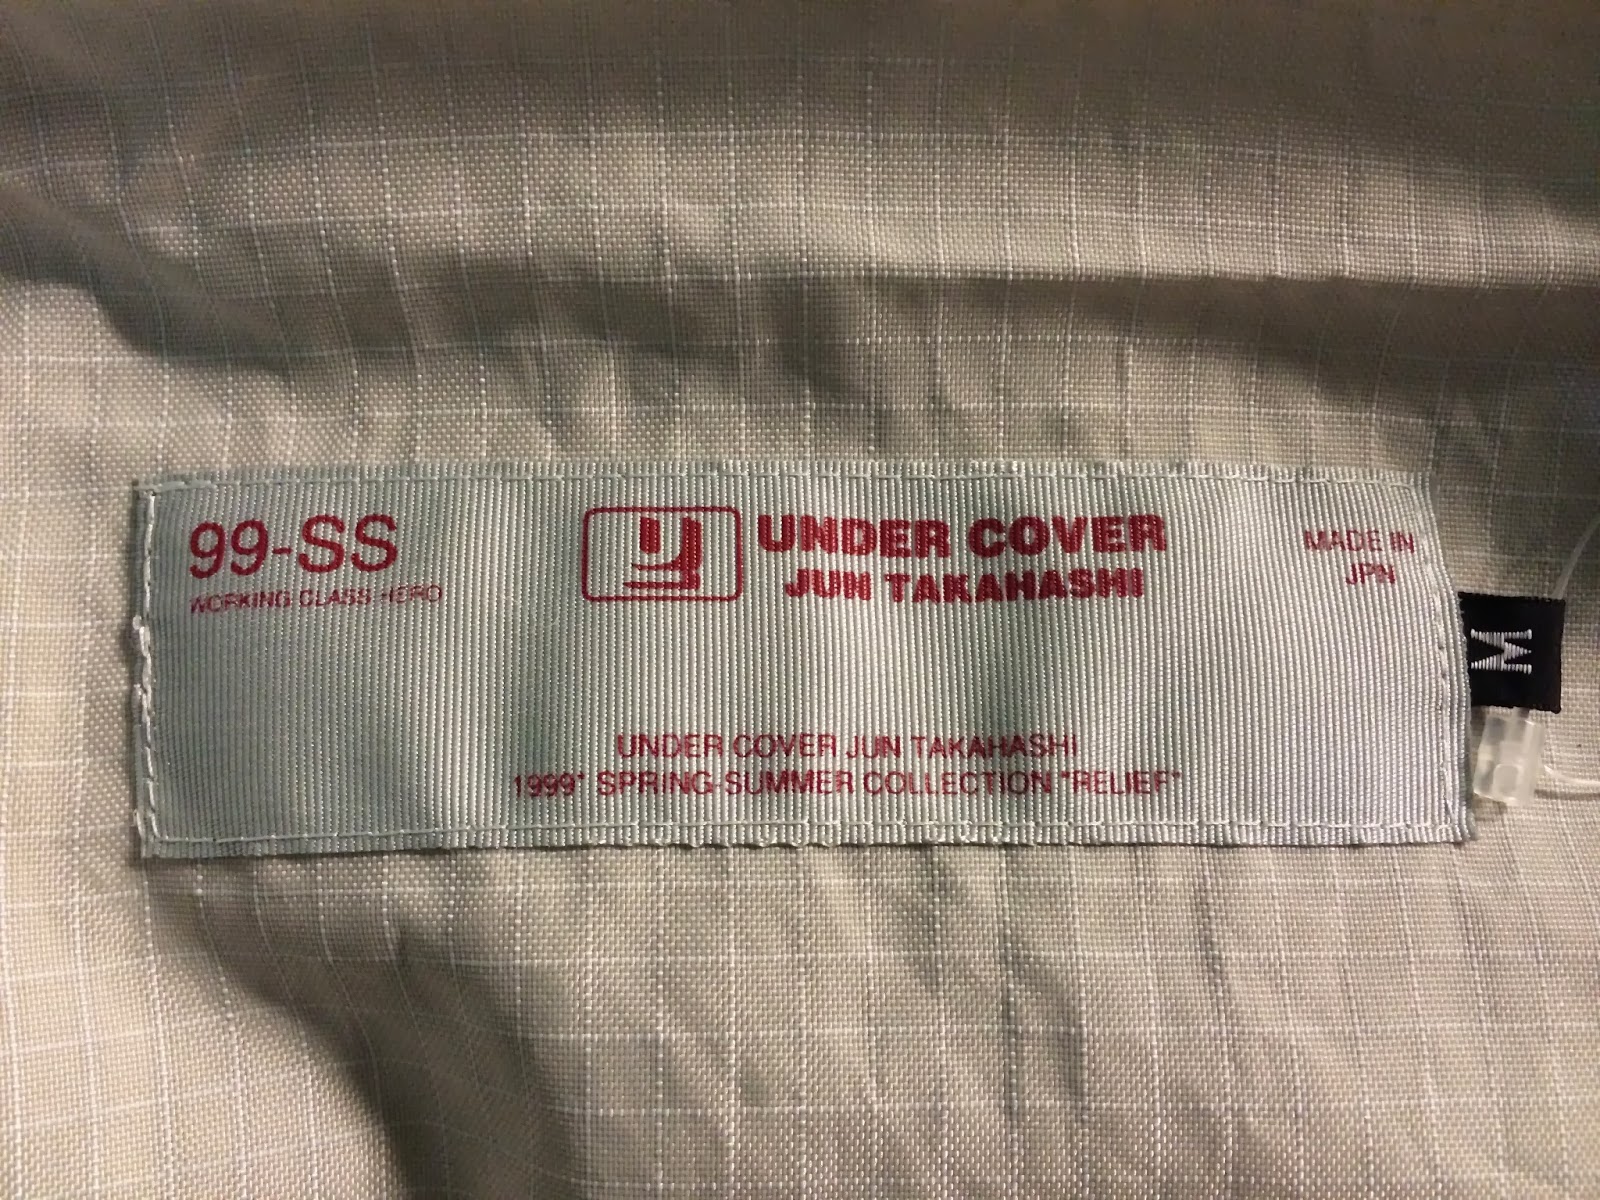 99-SS
WORKING CLASS HERO
U
UNDER COVER
JUN TAKAHASHI
MADE IN
JPN
M
UNDER COVER JUN TAKAHASHI
1999' SPRING-SUMMER COLLECTION "RELIEF"